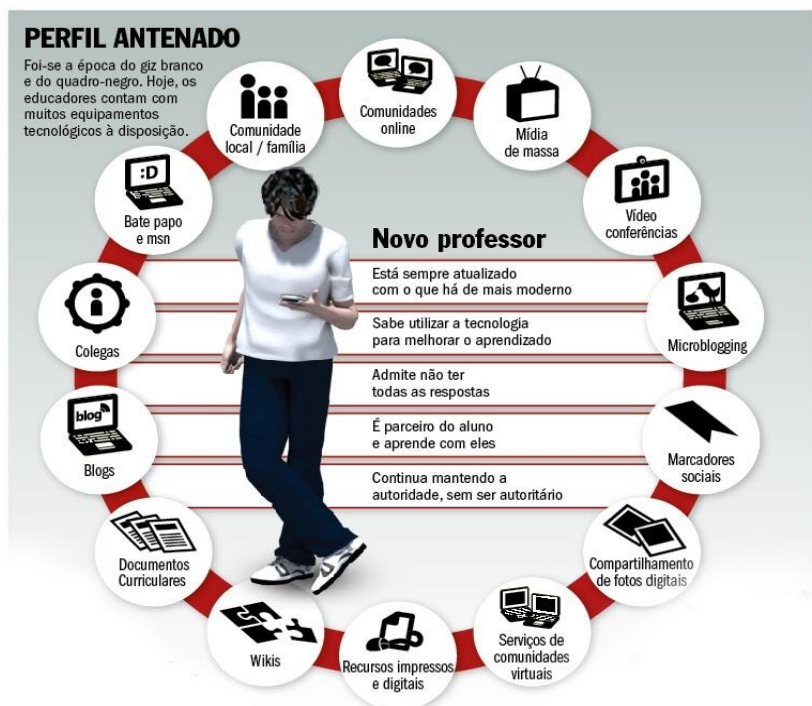 PERFIL ANTENADO
Foi-se a época do giz branco
e do quadro-negro. Hoje, os
educadores contam com
muitos equipamentos
tecnológicos à disposição.
Comunidade
local / família
Comunidades
online
Mídia
de massa
:D
Bate papo
e msn
Vídeo
conferências
Novo professor
Está sempre atualizado
com o que há de mais moderno
Colegas
Microblogging
Sabe utilizar a tecnologia
para melhorar o aprendizado
Admite não ter
todas as respostas
blog
Blogs
É parceiro do aluno
e aprende com eles
Marcadores
sociais
Continua mantendo a
autoridade, sem ser autoritário
Documentos
Curriculares
Compartilhamento
de fotos digitais
Wikis
Recursos impressos
e digitais
Serviços de
comunidades
virtuais